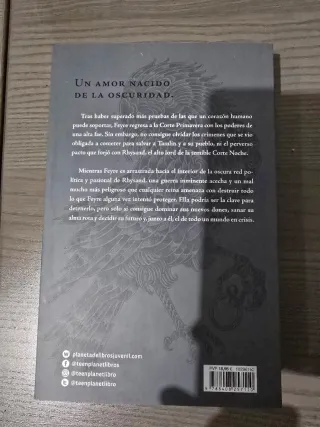 UN AMOR NACIDO
DE LA OSCURIDAD.
Tras haber superado más pruebas de las que un corazón humano
puede soportar, Feyre regresa a la Corte Primavera con los poderes de
una alta fae. Sin embargo, no consigue olvidar los crímenes que se vio
obligada a cometer para salvar a Tamlin y a su pueblo, ni el perverso
pacto que forjó con Rhysand, el alto lord de la temible Corte Noche.
Mientras Feyre es arrastrada hacia el interior de la oscura red po-
lítica y pasional de Rhysand, una guerra inminente acecha y un mal
mucho más peligroso que cualquier reina amenaza con destruir todo
lo que Feyre alguna vez intentó proteger. Ella podría ser la clave para
detenerlo, pero solo si consigue dominar sus nuevos dones, sanar su
alma rota y decidir su futuro y, junto a él, el de todo un mundo en crisis.
planetadelibrosjuvenil.com
@teenplanetlibros
@teenplanetlibro
@teenplanetlibro
PVP 18,95 €